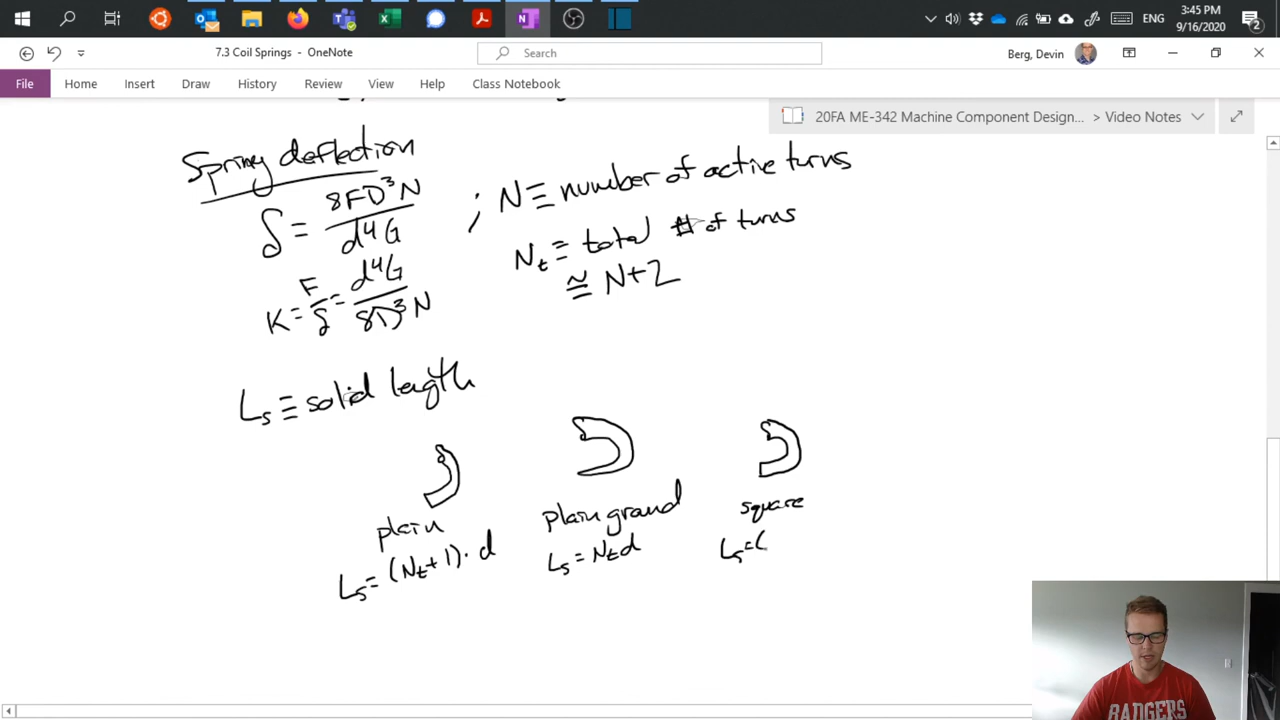 3:45 PM
ENG
9/16/2020
2
7.3 Coil Springs - OneNote
Search
Berg, Devin
File Home Insert Draw History Review View Help Class Notebook
20FA ME-342 Machine Component Design... > Video Notes
Spring deflection
δ = 8FD³N / d⁴G ; N ≡ number of active turns
Nt ≡ total # of turns
≅ N+2
K = F/δ = d⁴G / 8D³N
Ls ≡ solid length
plain plain ground square
Ls = (Nt+1)·d Ls = Ntd Ls=(
BADGERS